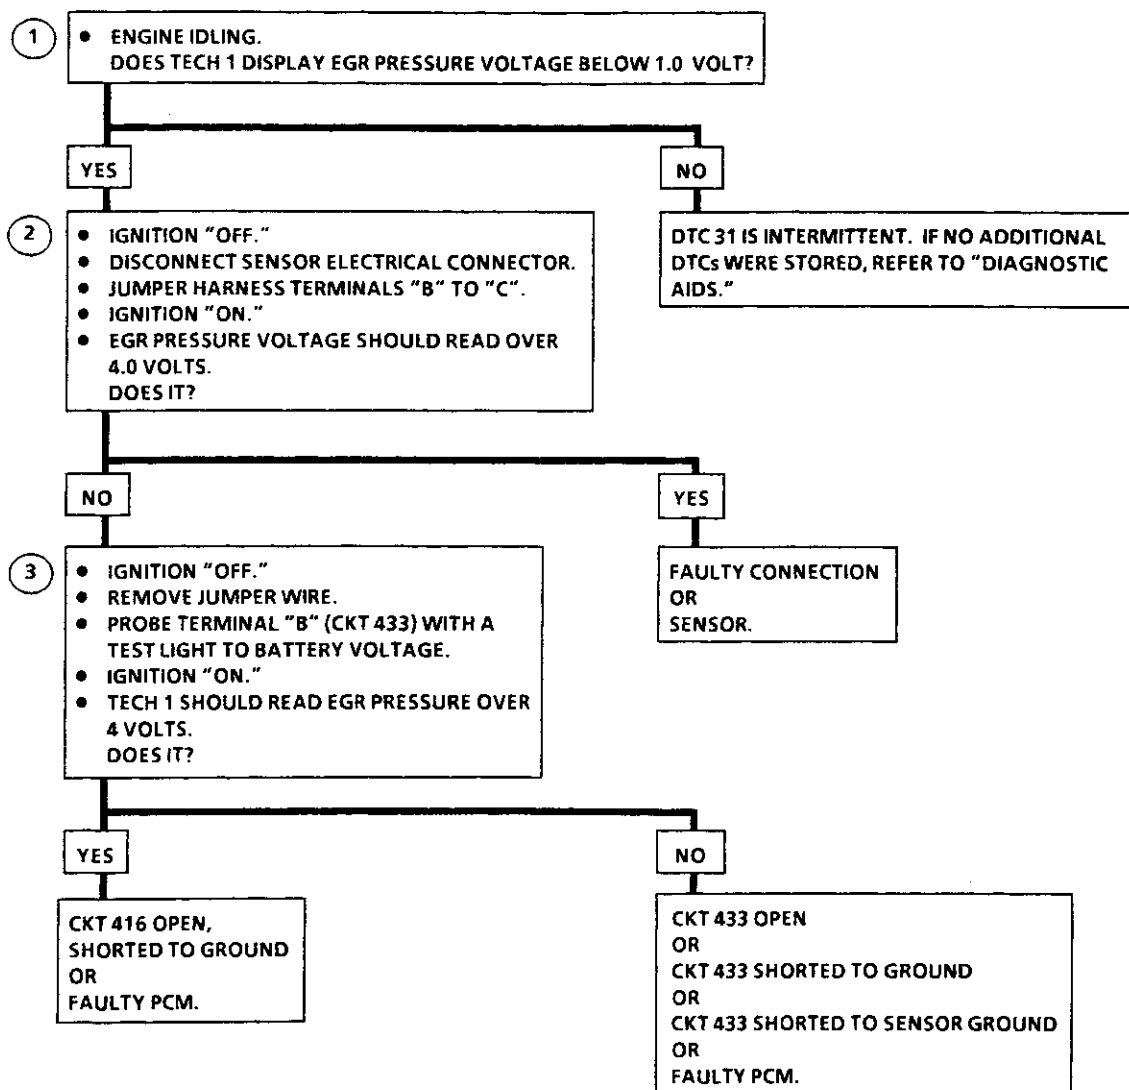 1
• ENGINE IDLING.
DOES TECH 1 DISPLAY EGR PRESSURE VOLTAGE BELOW 1.0 VOLT?
YES
NO
2
• IGNITION "OFF."
• DISCONNECT SENSOR ELECTRICAL CONNECTOR.
• JUMPER HARNESS TERMINALS "B" TO "C".
• IGNITION "ON."
• EGR PRESSURE VOLTAGE SHOULD READ OVER
4.0 VOLTS.
DOES IT?
DTC 31 IS INTERMITTENT. IF NO ADDITIONAL
DTCs WERE STORED, REFER TO "DIAGNOSTIC
AIDS."
NO
YES
3
• IGNITION "OFF."
• REMOVE JUMPER WIRE.
• PROBE TERMINAL "B" (CKT 433) WITH A
TEST LIGHT TO BATTERY VOLTAGE.
• IGNITION "ON."
• TECH 1 SHOULD READ EGR PRESSURE OVER
4 VOLTS.
DOES IT?
FAULTY CONNECTION
OR
SENSOR.
YES
NO
CKT 416 OPEN,
SHORTED TO GROUND
OR
FAULTY PCM.
CKT 433 OPEN
OR
CKT 433 SHORTED TO GROUND
OR
CKT 433 SHORTED TO SENSOR GROUND
OR
FAULTY PCM.